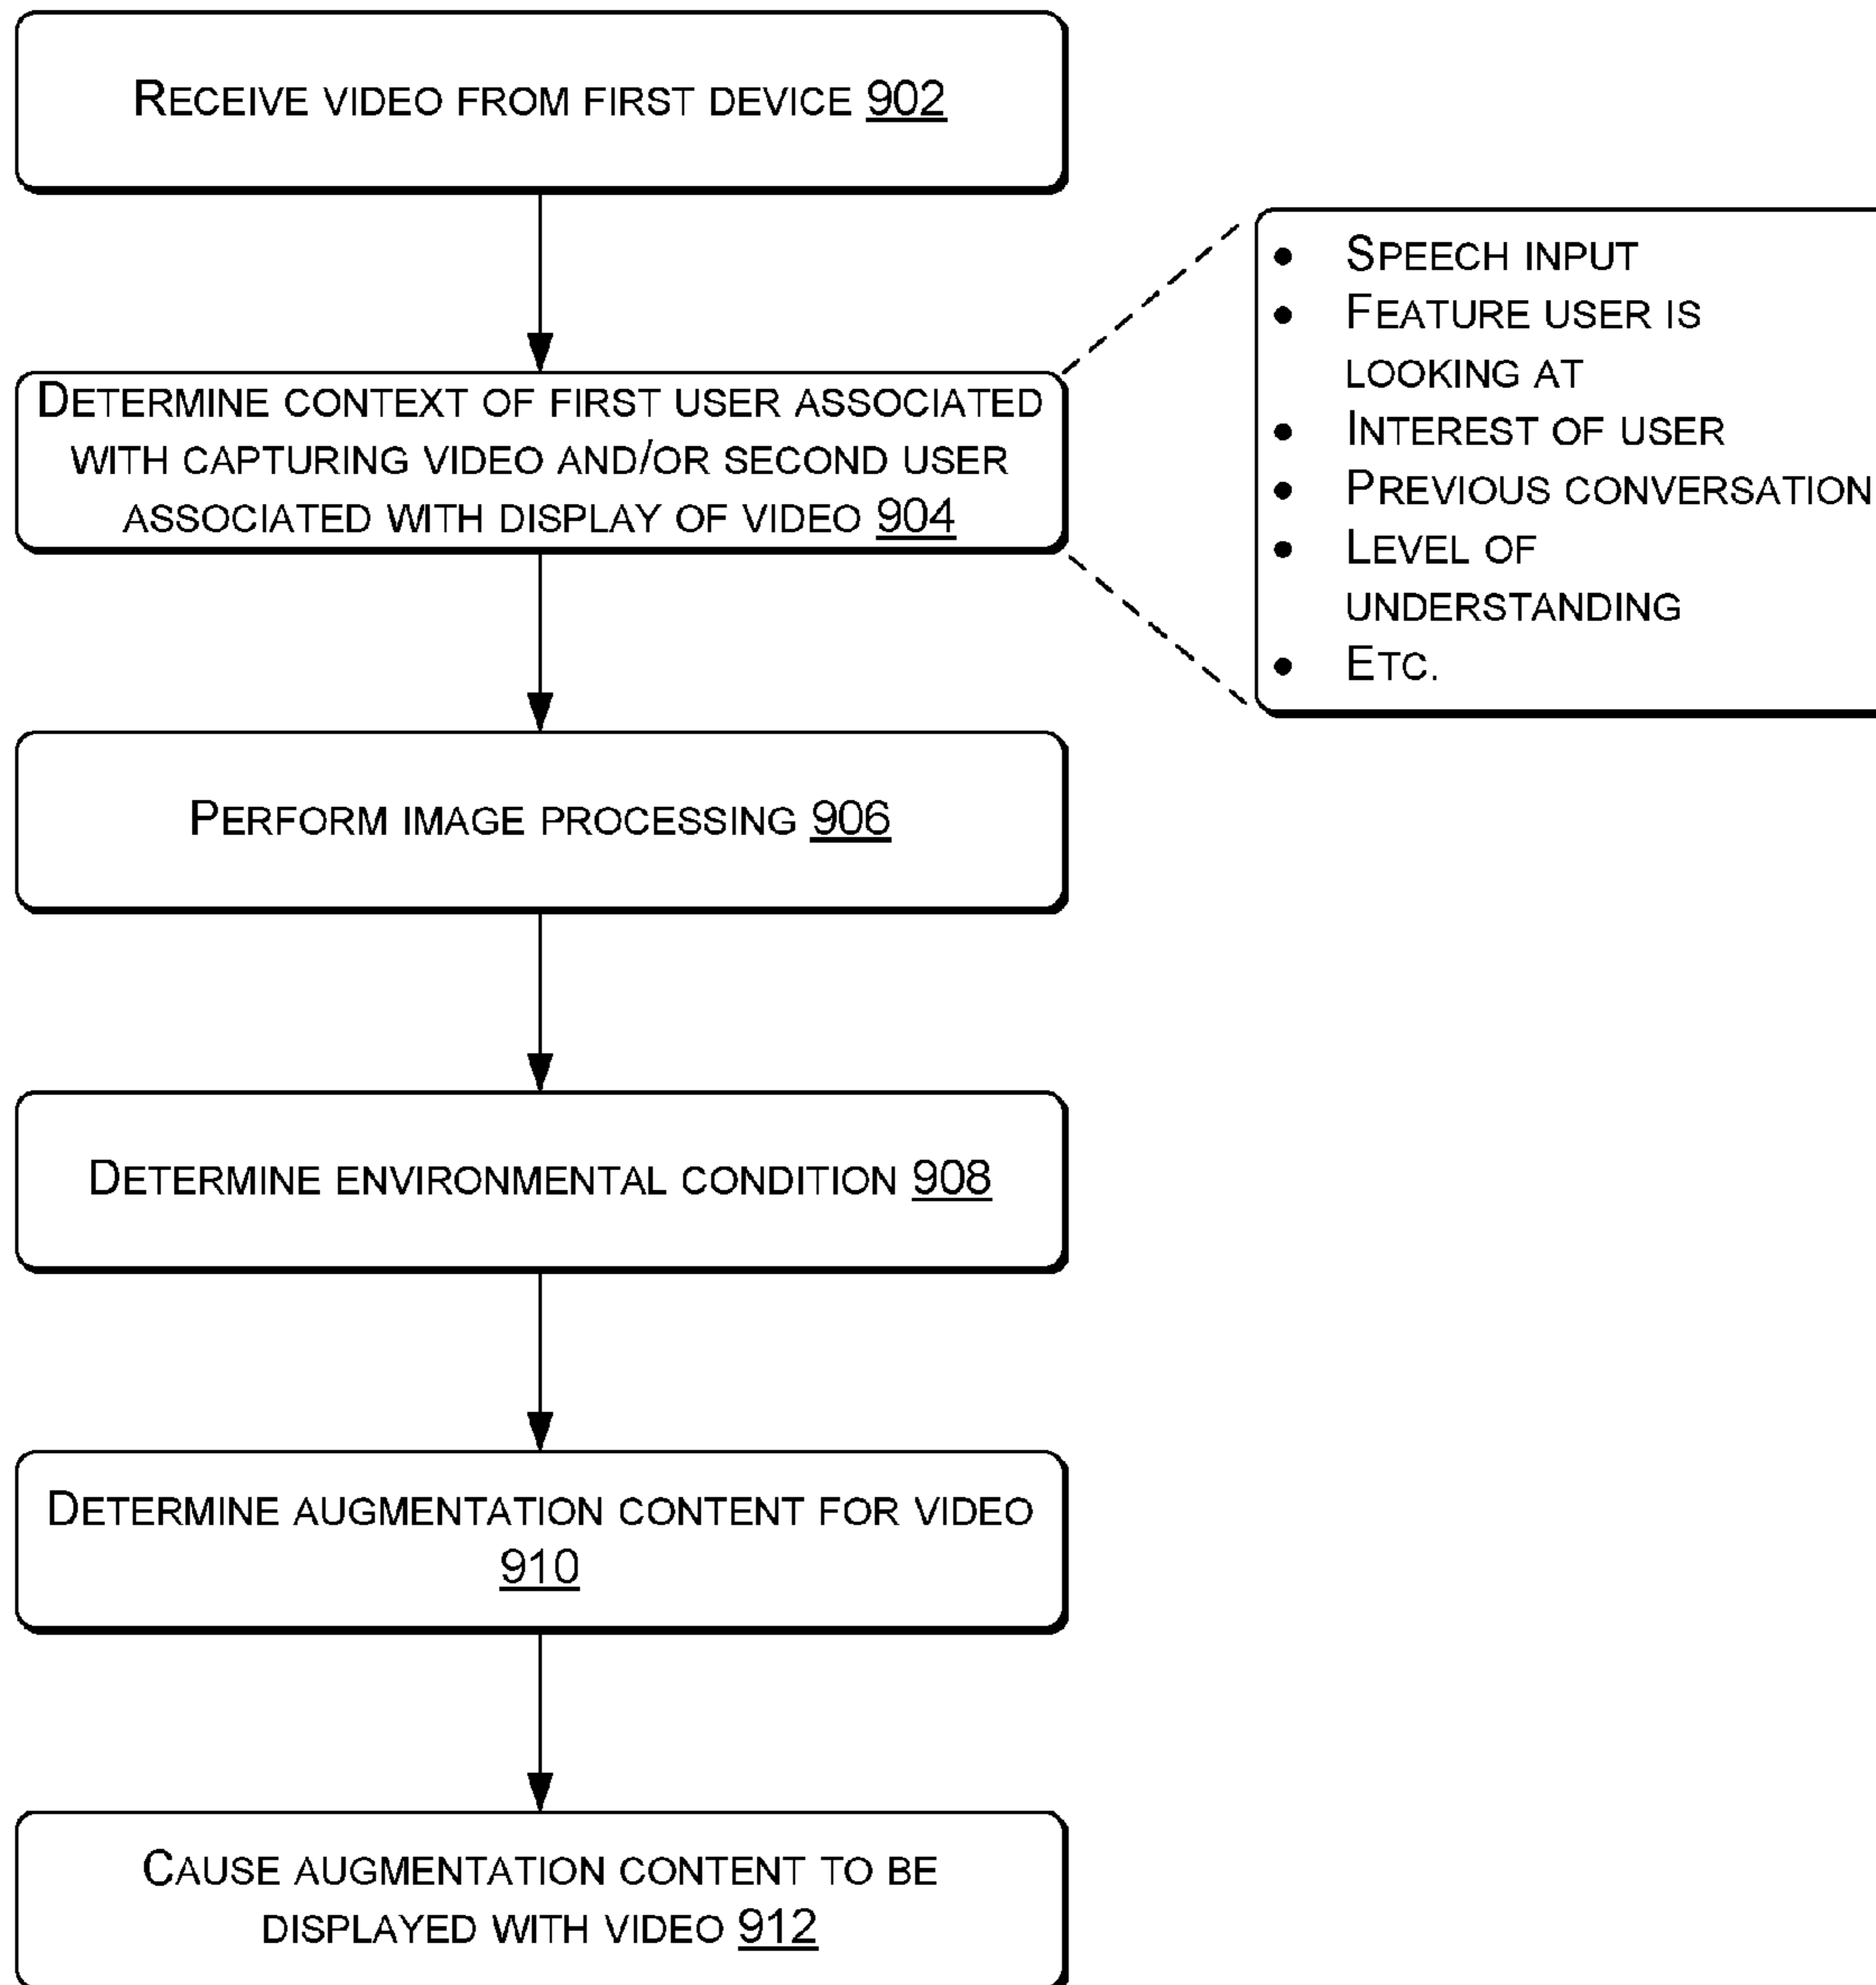 RECEIVE VIDEO FROM FIRST DEVICE 902
DETERMINE CONTEXT OF FIRST USER ASSOCIATED
WITH CAPTURING VIDEO AND/OR SECOND USER
ASSOCIATED WITH DISPLAY OF VIDEO 904
• SPEECH INPUT
• FEATURE USER IS
LOOKING AT
• INTEREST OF USER
• PREVIOUS CONVERSATION
• LEVEL OF
UNDERSTANDING
• ETC.
PERFORM IMAGE PROCESSING 906
DETERMINE ENVIRONMENTAL CONDITION 908
DETERMINE AUGMENTATION CONTENT FOR VIDEO
910
CAUSE AUGMENTATION CONTENT TO BE
DISPLAYED WITH VIDEO 912